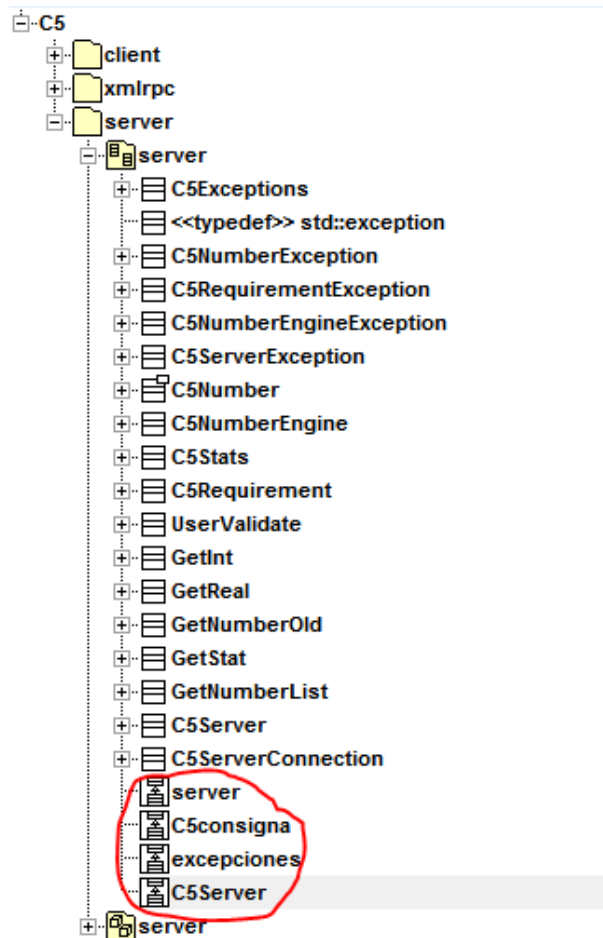 C5
client
xmlrpc
server
server
C5Exceptions
<<typedef>> std::exception
C5NumberException
C5RequirementException
C5NumberEngineException
C5ServerException
C5Number
C5NumberEngine
C5Stats
C5Requirement
UserValidate
GetInt
GetReal
GetNumberOld
GetStat
GetNumberList
C5Server
C5ServerConnection
server
C5consigna
excepciones
C5Server
server